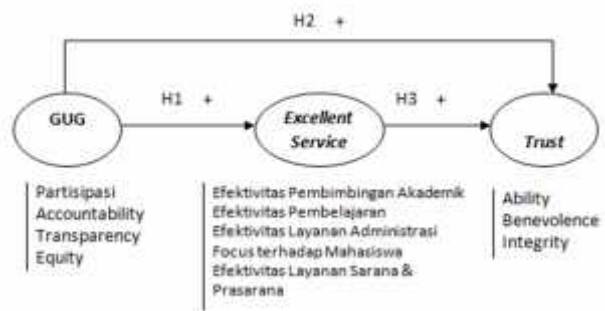 H2 +
H1 +
H3 +
GUG
Excellent
Service
Trust
Partisipasi
Accountability
Transparency
Equity
Efektivitas Pembimbingan Akademik
Efektivitas Pembelajaran
Efektivitas Layanan Administrasi
Focus terhadap Mahasiswa
Efektivitas Layanan Sarana &
Prasarana
Ability
Benevolence
Integrity